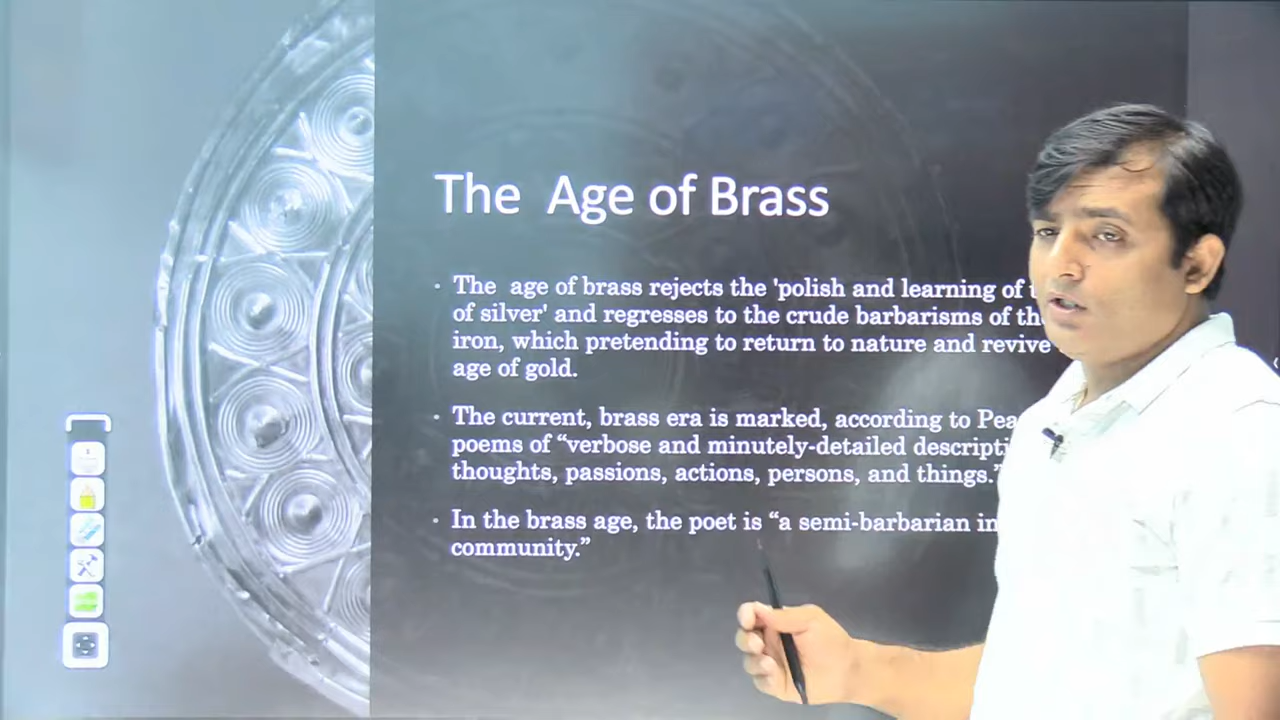 The Age of Brass
The age of brass rejects the 'polish and learning of
of silver' and regresses to the crude barbarisms of
iron, which pretending to return to nature and revive
age of gold.
The current, brass era is marked, according to
poems of “verbose and minutely-detailed
thoughts, passions, actions, persons, and things.”
In the brass age, the poet is “a semi-barbarian in
community.”